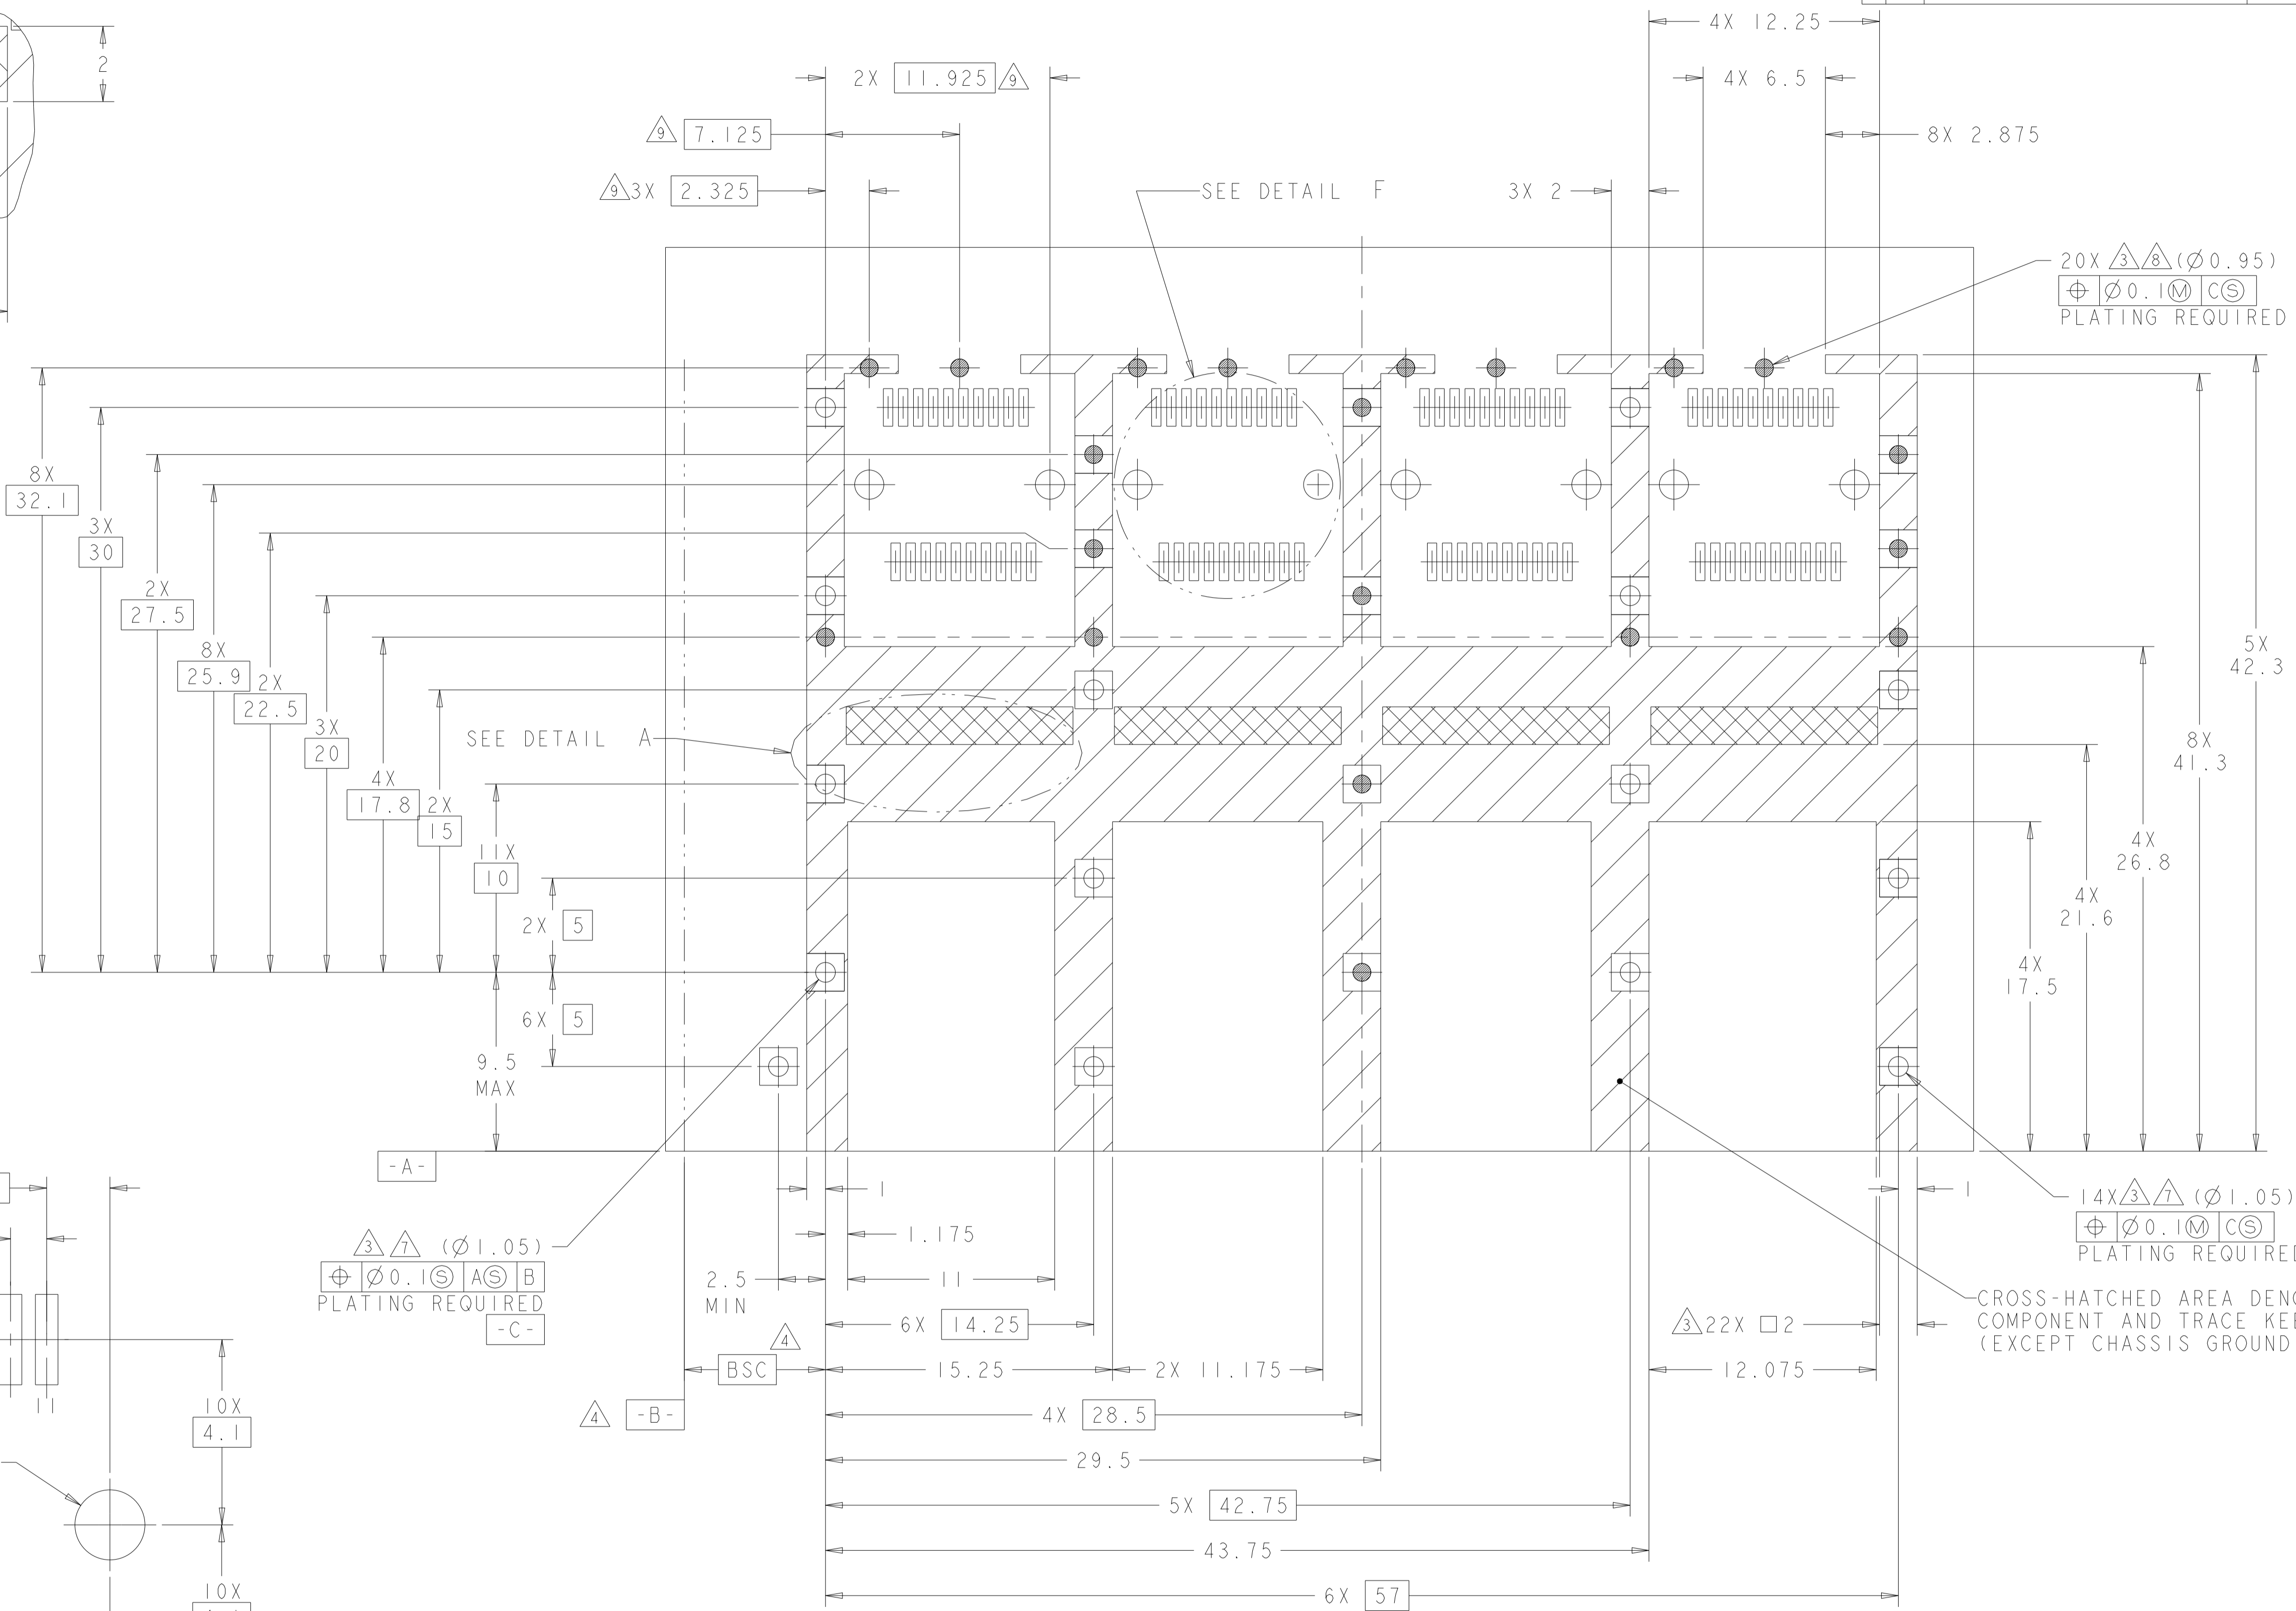 2
4X 12.25
2X 11.925 9
4X 6.5
9 7.125
8X 2.875
9 3X 2.325
SEE DETAIL F
3X 2
20X 3 8 (Ø0.95)
⌖ Ø0.1Ⓜ CⓈ
PLATING REQUIRED
8X
32.1
3X
30
2X
27.5
8X
25.9
2X
22.5
3X
20
4X
17.8
2X
15
11X
10
2X 5
6X 5
9.5
MAX
SEE DETAIL A
5X
42.3
8X
41.3
4X
26.8
4X
21.6
4X
17.5
-A-
1
1
1.175
3 7 (Ø1.05)
⌖ Ø0.1Ⓢ AⓈ B
PLATING REQUIRED
-C-
14X 3 7 (Ø1.05)
⌖ Ø0.1Ⓜ CⓈ
PLATING REQUIRED
2.5
MIN
11
CROSS-HATCHED AREA
COMPONENT AND TRACE
(EXCEPT CHASSIS GROUND
6X 14.25
3 22X □2
4
BSC
15.25
2X 11.175
12.075
4 -B-
4X 28.5
29.5
5X 42.75
43.75
6X 57
10X
4.1
10X